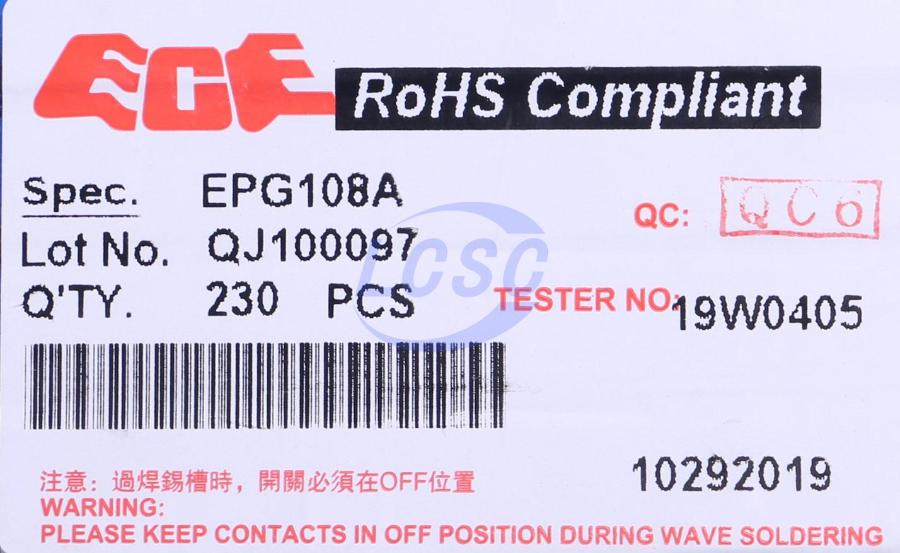 ECE RoHS Compliant
Spec. EPG108A
QC: QC6
Lot No. QJ100097
LCSC
Q'TY. 230 PCS
TESTER NO: 19W0405
10292019
注意：過焊錫槽時，開關必須在OFF位置
WARNING:
PLEASE KEEP CONTACTS IN OFF POSITION DURING WAVE SOLDERING